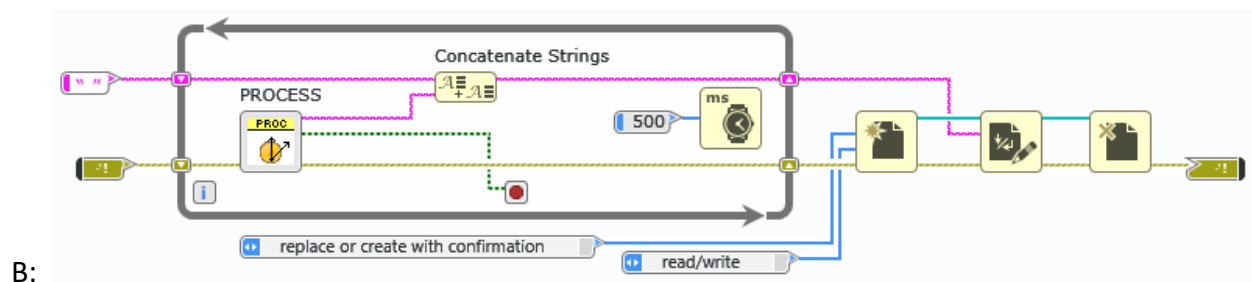 Concatenate Strings
" "
A
+A
PROCESS
PROC
500
ms
?!
?!
i
replace or create with confirmation
read/write
B: